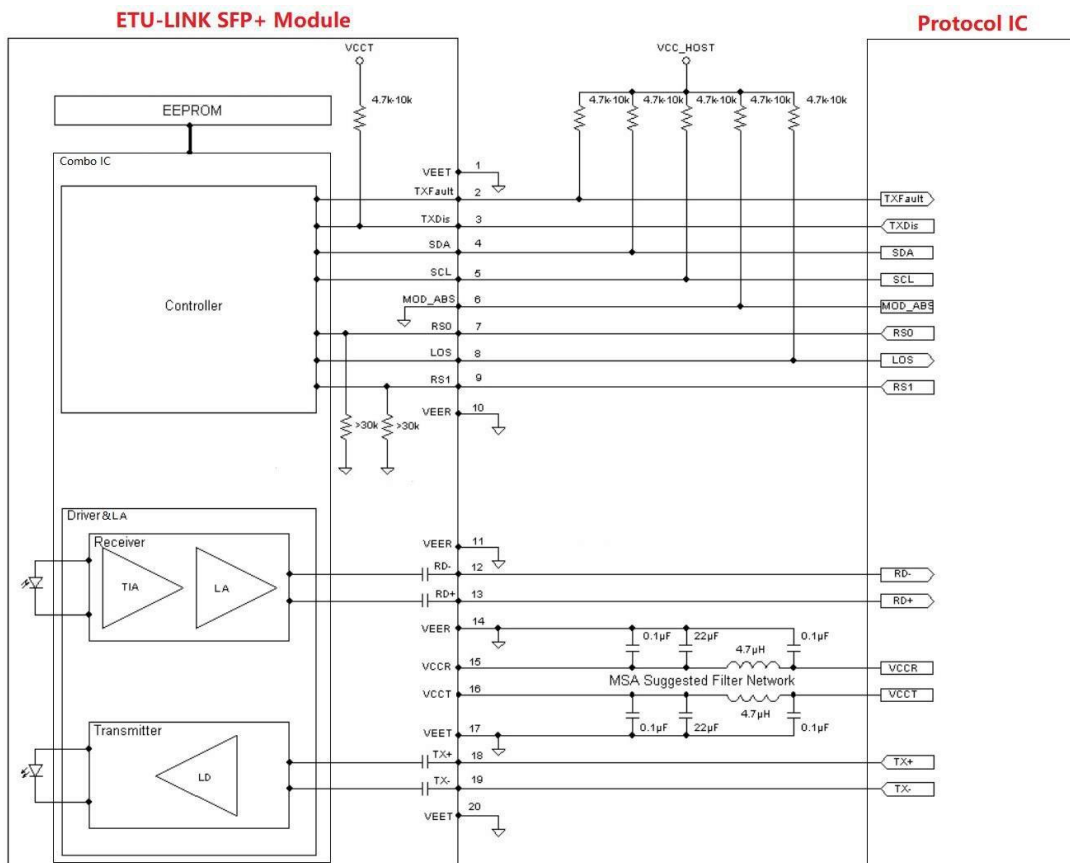 ETU-LINK SFP+ Module
Protocol IC
VCCT
VCC_HOST
4.7k-10k
4.7k-10k
4.7k-10k
4.7k-10k
4.7k-10k
4.7k-10k
EEPROM
Combo IC
Controller
VEET 1
TXFault 2
TXFault
TXDis 3
TXDis
SDA 4
SDA
SCL 5
SCL
MOD_ABS 6
MOD_ABS
RS0 7
RS0
LOS 8
LOS
RS1 9
RS1
VEER 10
>30k
>30k
Driver&LA
Receiver
TIA
LA
VEER 11
RD- 12
RD-
RD+ 13
RD+
VEER 14
0.1µF
22µF
4.7µH
0.1µF
VCCR 15
VCCR
MSA Suggested Filter Network
VCCT 16
VCCT
0.1µF
22µF
4.7µH
0.1µF
VEET 17
Transmitter
LD
TX+ 18
TX+
TX- 19
TX-
VEET 20